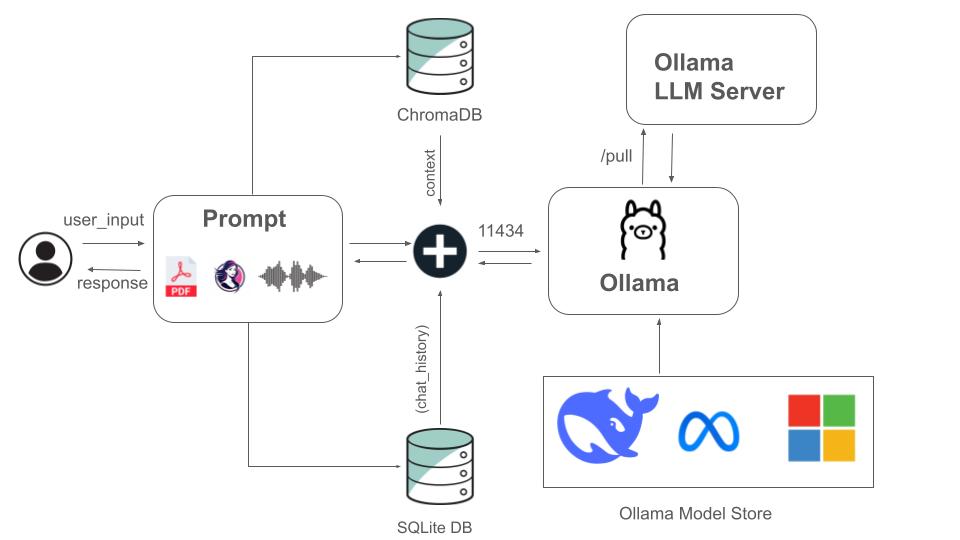 ChromaDB
Ollama
LLM Server
context
/pull
user_input
Prompt
11434
response
PDF
Ollama
(chat_history)
SQLite DB
Ollama Model Store